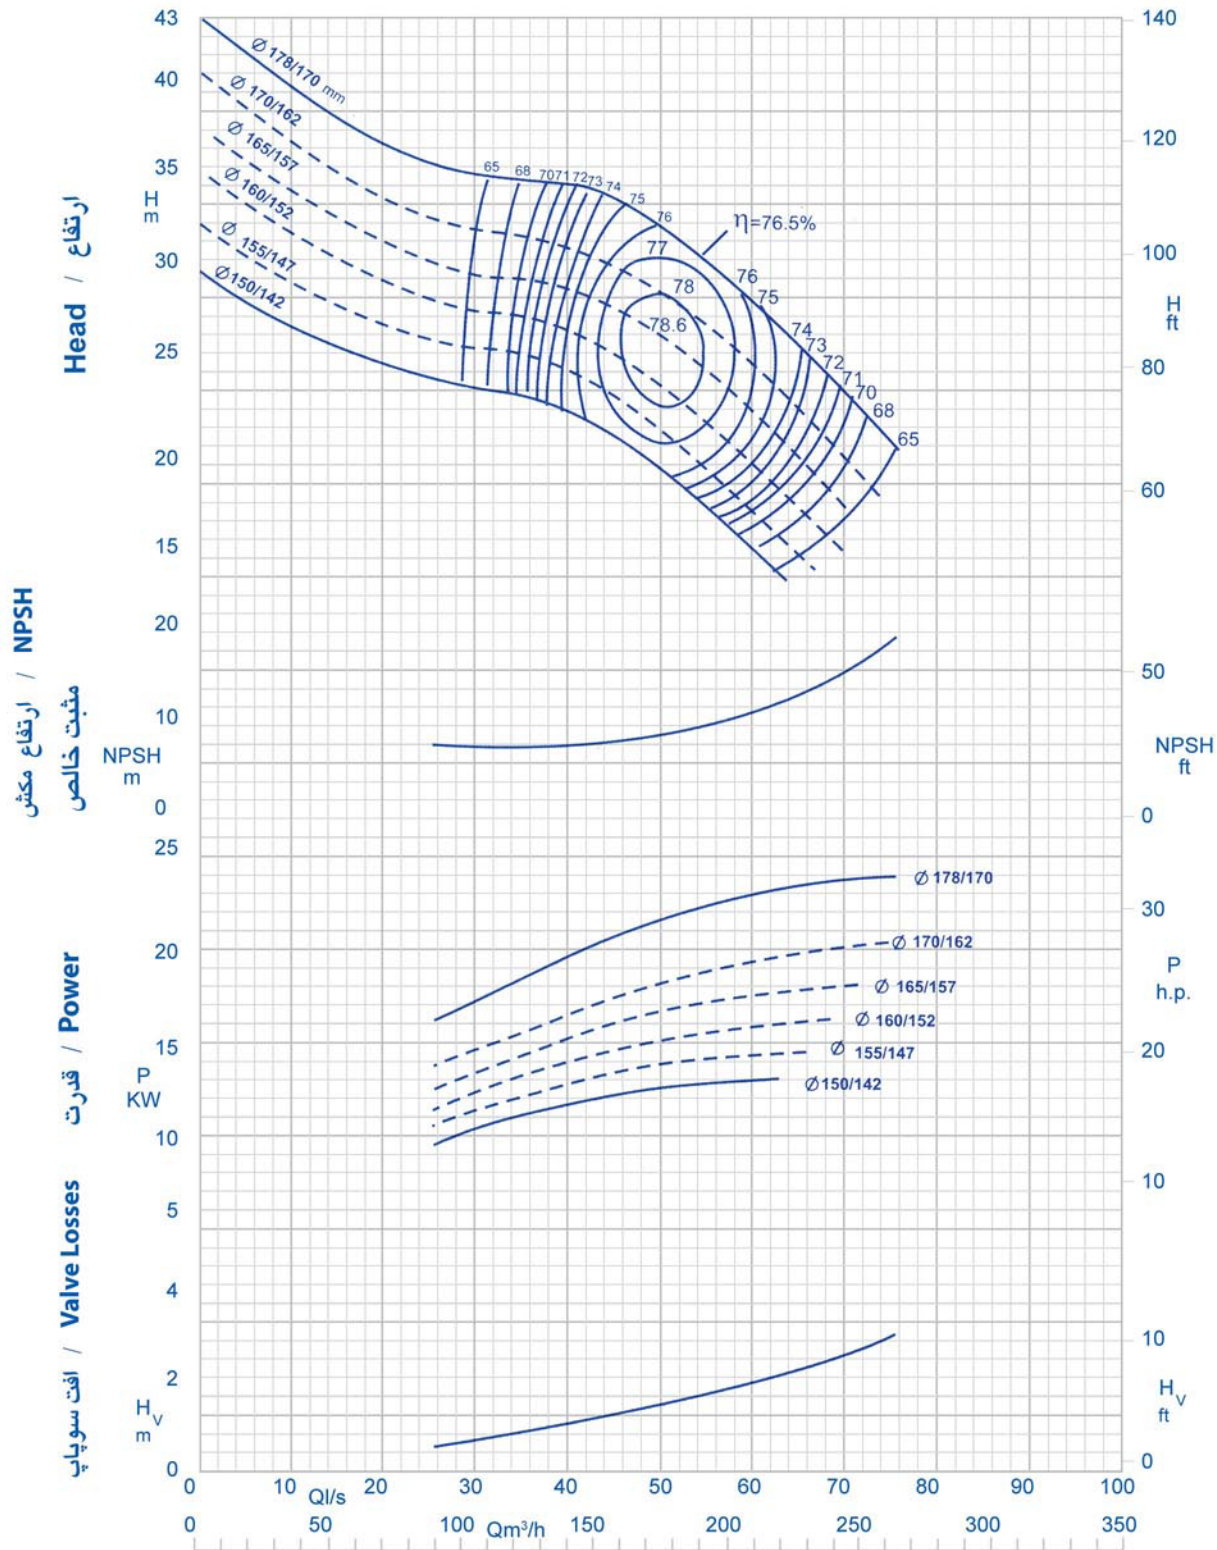 43
140
Ø 178/170 mm
40
Ø 170/162
120
Ø 165/157
35
65 68 70 71 72 73 74 75 76
H
m
Ø 160/152
η=76.5%
ارتفاع / Head
Ø 155/147
30
77
100
Ø 150/142
78
76
75
H
ft
78.6
74
73
25
72
80
71
70
68
65
20
60
15
20
ارتفاع مکش / NPSH
مثبت خالص
50
10
NPSH
m
NPSH
ft
0
0
25
Ø 178/170
30
20
Ø 170/162
P
h.p.
Ø 165/157
قدرت / Power
Ø 160/152
15
Ø 155/147
20
P
KW
Ø 150/142
10
10
5
افت سوپاپ / Valve Losses
4
10
2
H
V
m
H
V
ft
0
0
0 10 20 30 40 50 60 70 80 90 100
Ql/s
0 50 100 150 200 250 300 350
Qm³/h